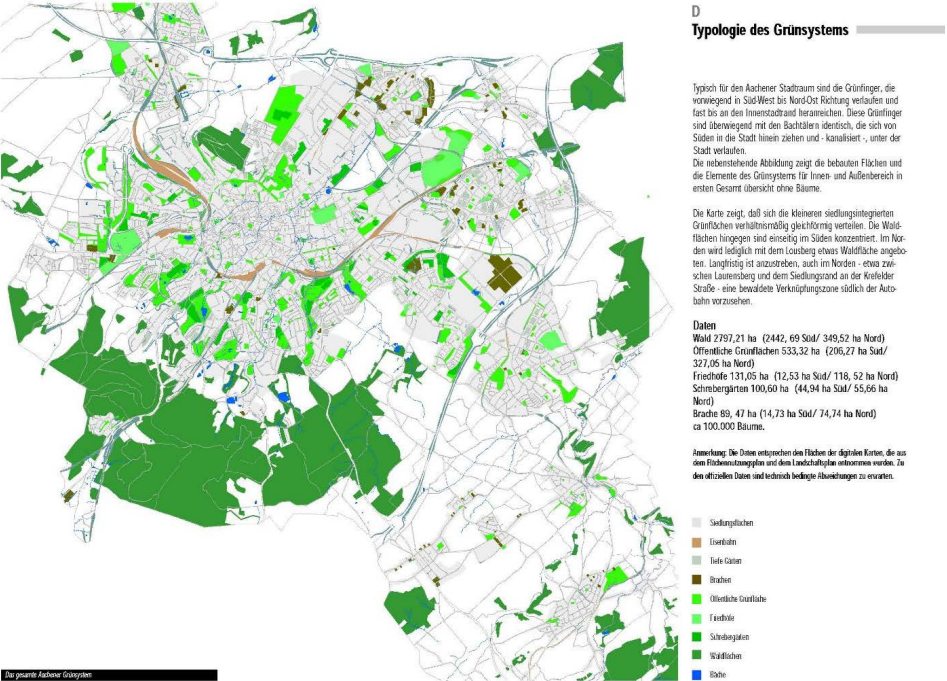 D
Typologie des Grünsystems
Typisch für den Aachener Stadtraum sind die Grünfinger, die
vorwiegend in Süd-West bis Nord-Ost Richtung verlaufen und
fast bis an den Innenstadtrand heranreichen. Diese Grünfinger
sind überwiegend mit den Bachtälern identisch, die sich von
Süden in die Stadt hinein ziehen und - kanalisiert -, unter der
Stadt verlaufen.
Die nebenstehende Abbildung zeigt die bebauten Flächen und
die Elemente des Grünsystems für Innen- und Außenbereich in
ersten Gesamt übersicht ohne Bäume.
Die Karte zeigt, daß sich die kleineren siedlungsintegrierten
Grünflächen verhältnismäßig gleichförmig verteilen. Die Wald-
flächen hingegen sind einseitig im Süden konzentriert. Im Nor-
den wird lediglich mit dem Lousberg etwas Waldfläche angebo-
ten. Langfristig ist anzustreben, auch im Norden - etwa zwi-
schen Laurensberg und dem Siedlungsrand an der Krefelder
Straße - eine bewaldete Verknüpfungszone südlich der Auto-
bahn vorzusehen.
Daten
Wald 2797,21 ha (2442, 69 Süd/ 349,52 ha Nord)
Öffentliche Grünflächen 533,32 ha (206,27 ha Süd/
327,05 ha Nord)
Friedhöfe 131,05 ha (12,53 ha Süd/ 118, 52 ha Nord)
Schrebergärten 100,60 ha (44,94 ha Süd/ 55,66 ha
Nord)
Brache 89, 47 ha (14,73 ha Süd/ 74,74 ha Nord)
ca 100.000 Bäume.
Anmerkung: Die Daten entsprechen den Flächen der digitalen Karten, die aus
dem Flächennutzungsplan und dem Landschaftsplan entnommen wurden. Zu
den offiziellen Daten sind technisch bedingte Abweichungen zu erwarten.
Siedlungsflächen
Eisenbahn
Tiefe Gärten
Brachen
Öffentliche Grünfläche
Friedhöfe
Schrebergärten
Waldflächen
Bäche
Das gesamte Aachener Grünsystem